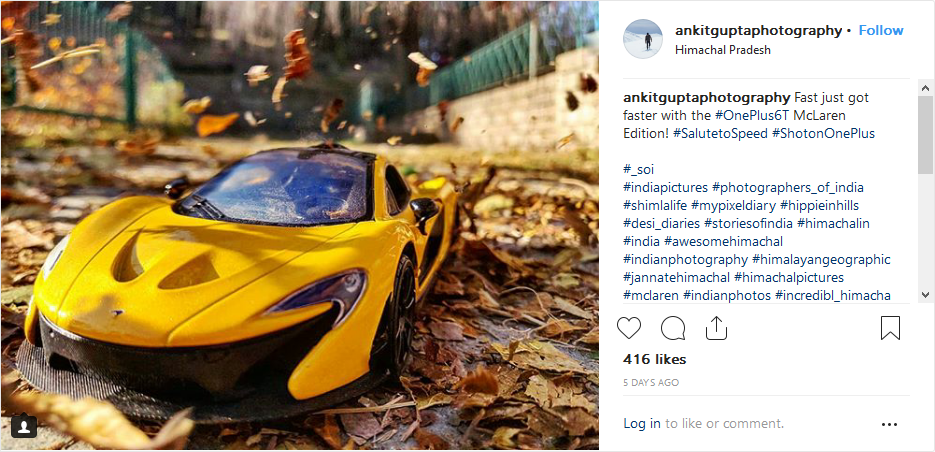 ankitguptaphotography • Follow
Himachal Pradesh
ankitguptaphotography Fast just got
faster with the #OnePlus6T McLaren
Edition! #SalutetoSpeed #ShotonOnePlus
#_soi
#indiapictures #photographers_of_india
#shimlalife #mypixeldiary #hippieinhills
#desi_diaries #storiesofindia #himachalin
#india #awesomehimachal
#indianphotography #himalayangeographic
#jannatehimachal #himachalpictures
#mclaren #indianphotos #incredibl_himacha
416 likes
5 DAYS AGO
Log in to like or comment.